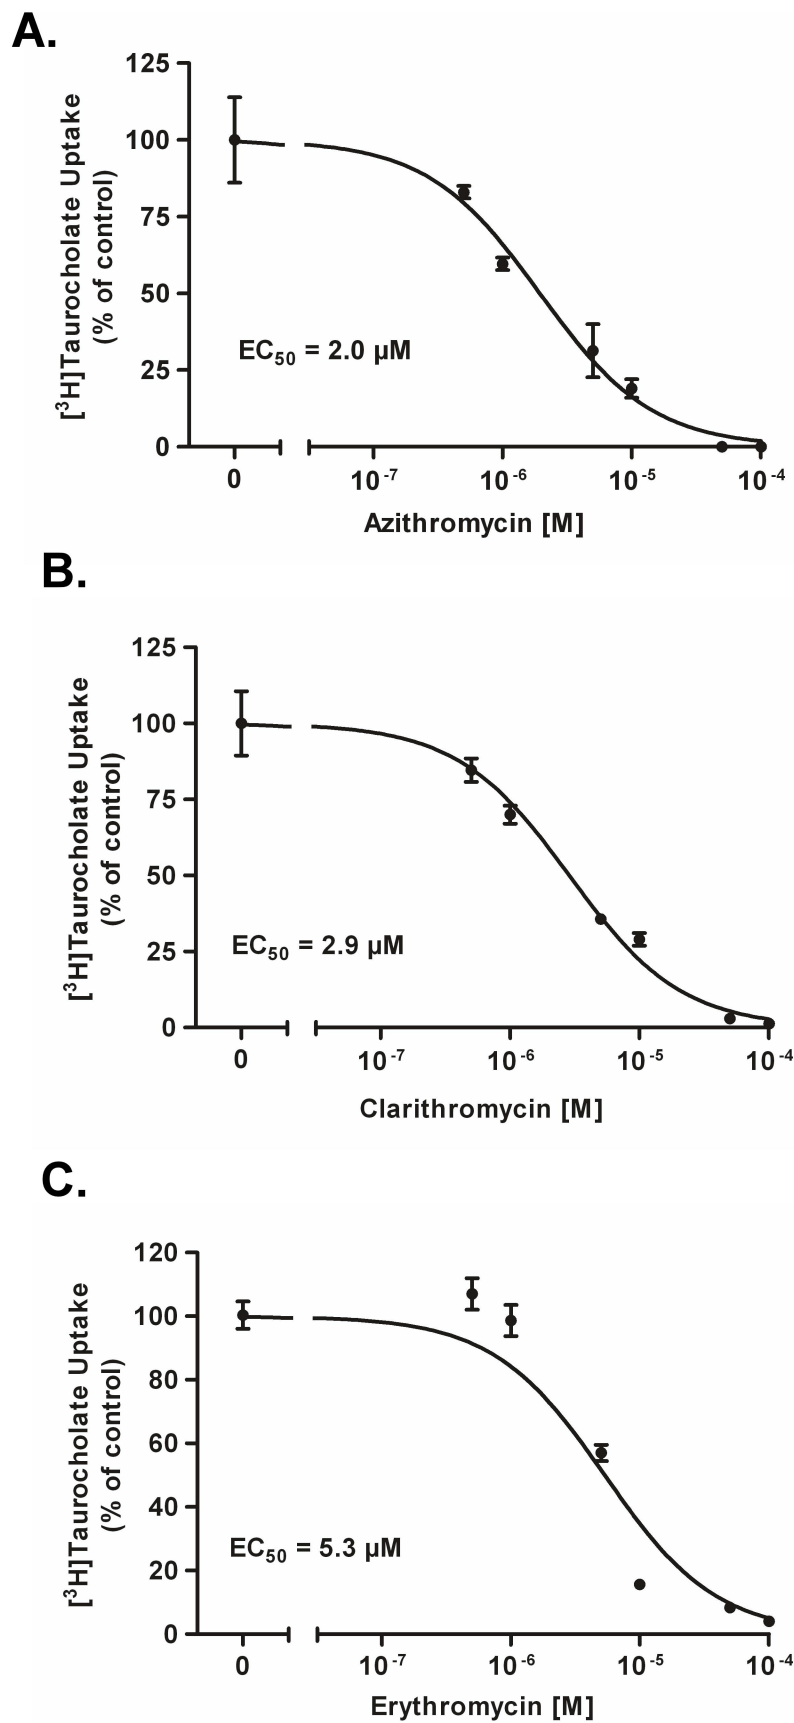 A.
125
100
75
50
25
0
[³H]Taurocholate Uptake
(% of control)
EC₅₀ = 2.0 µM
0 10⁻⁷ 10⁻⁶ 10⁻⁵ 10⁻⁴
Azithromycin [M]
B.
125
100
75
50
25
0
[³H]Taurocholate Uptake
(% of control)
EC₅₀ = 2.9 µM
0 10⁻⁷ 10⁻⁶ 10⁻⁵ 10⁻⁴
Clarithromycin [M]
C.
120
100
80
60
40
20
0
[³H]Taurocholate Uptake
(% of control)
EC₅₀ = 5.3 µM
0 10⁻⁷ 10⁻⁶ 10⁻⁵ 10⁻⁴
Erythromycin [M]